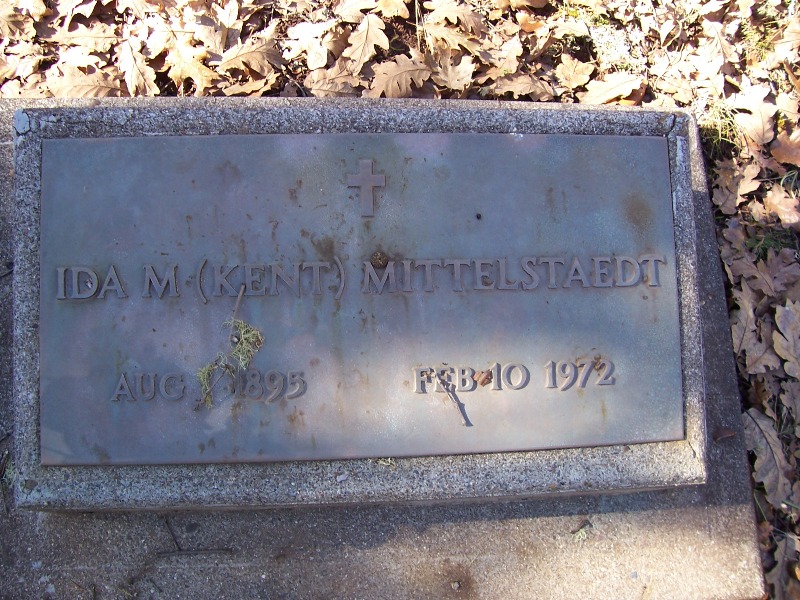 IDA M (KENT) MITTELSTAEDT
AUG 1895 FEB 10 1972